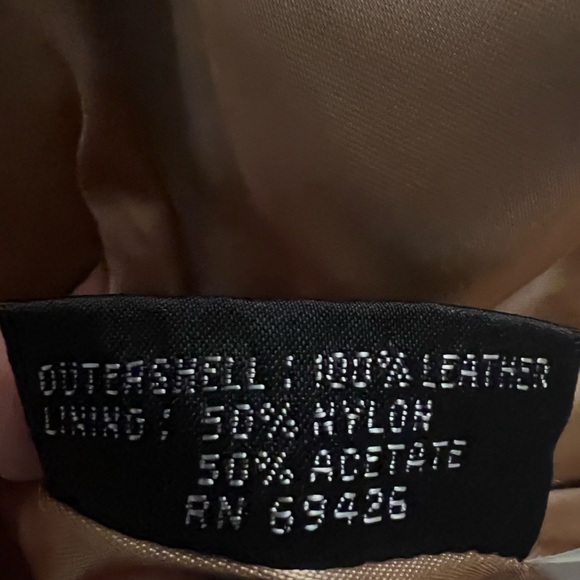 OUTERSHELL : 100% LEATHER
LINING : 50% NYLON
50% ACETATE
RN 69426